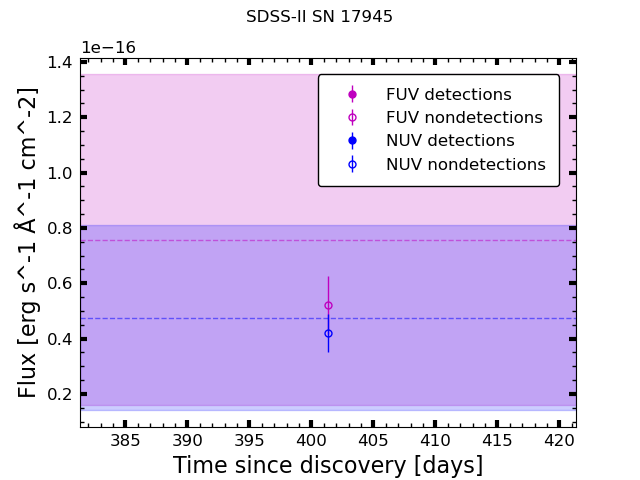 SDSS-II SN 17945
1e−16
1.4
1.2
1.0
0.8
0.6
0.4
0.2
Flux [erg s^-1 Å^-1 cm^-2]
FUV detections
FUV nondetections
NUV detections
NUV nondetections
385 390 395 400 405 410 415 420
Time since discovery [days]